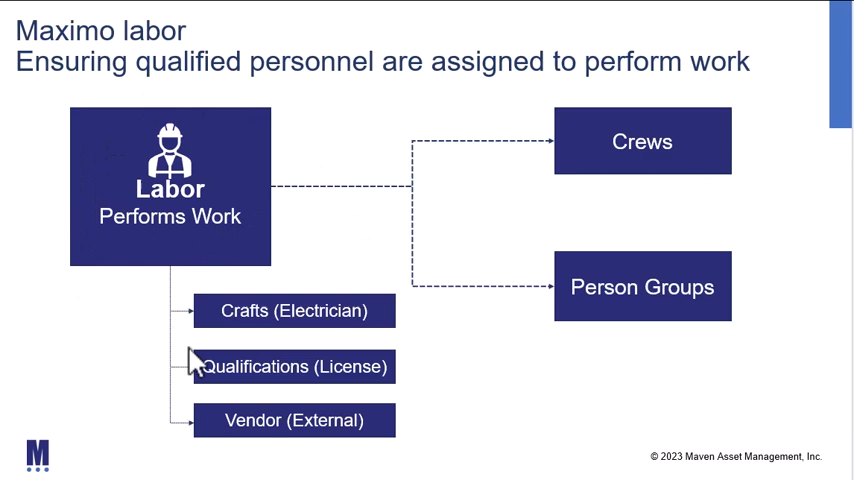 Maximo labor
Ensuring qualified personnel are assigned to perform work
Labor
Performs Work
Crews
Person Groups
Crafts (Electrician)
Qualifications (License)
Vendor (External)
M
© 2023 Maven Asset Management, Inc.